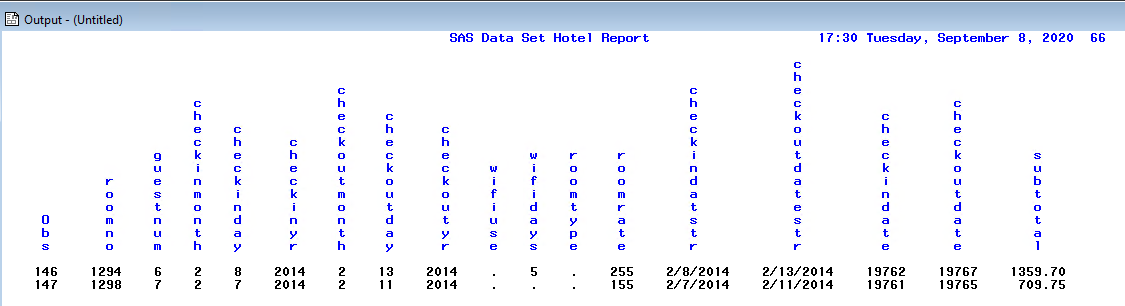 Output - (Untitled)
SAS Data Set Hotel Report 17:30 Tuesday, September 8, 2020 66
Obs roomno guestnum checkinmonth checkinday checkinyr checkoutmonth checkoutday checkoutyr wifiuse wifidays roomtype roomrate checkindatstr checkoutdatestr checkindate checkoutdate subtotal
146 1294 6 2 8 2014 2 13 2014 . 5 . 255 2/8/2014 2/13/2014 19762 19767 1359.70
147 1298 7 2 7 2014 2 11 2014 . . . 155 2/7/2014 2/11/2014 19761 19765 709.75